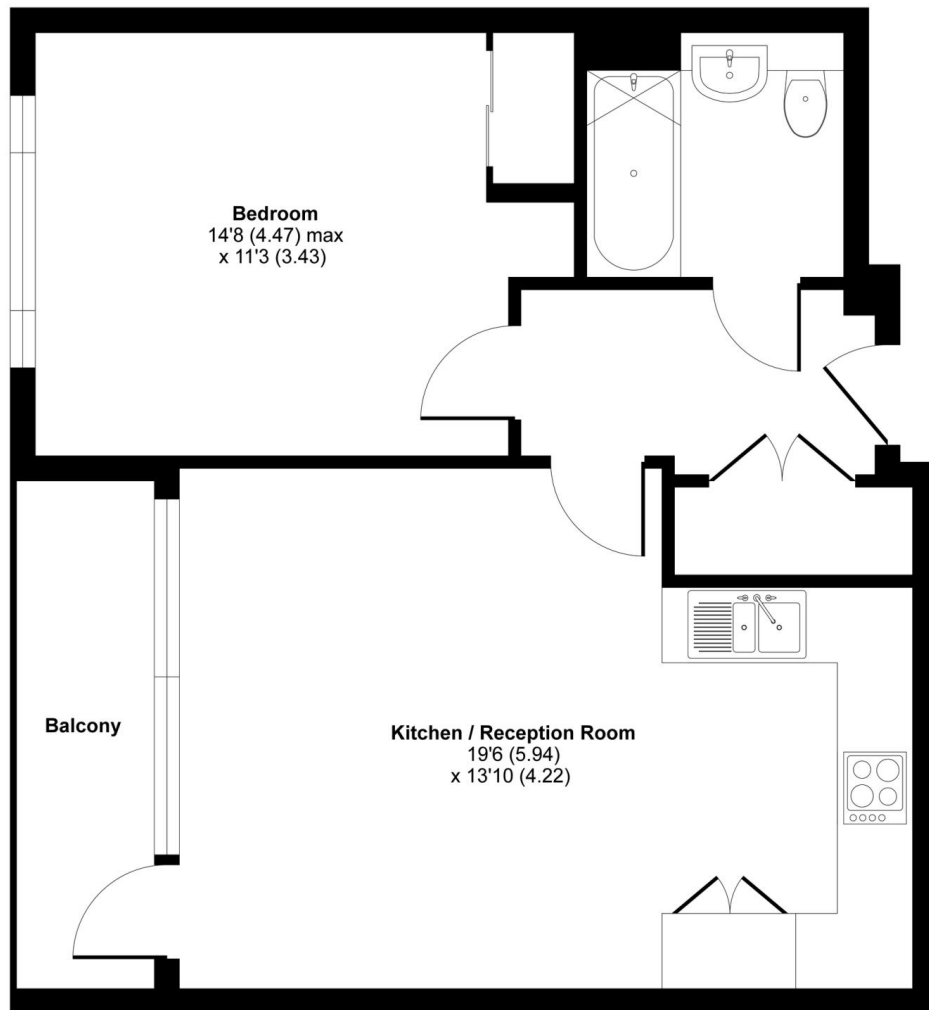 Bedroom
14'8 (4.47) max
x 11'3 (3.43)
Balcony
Kitchen / Reception Room
19'6 (5.94)
x 13'10 (4.22)